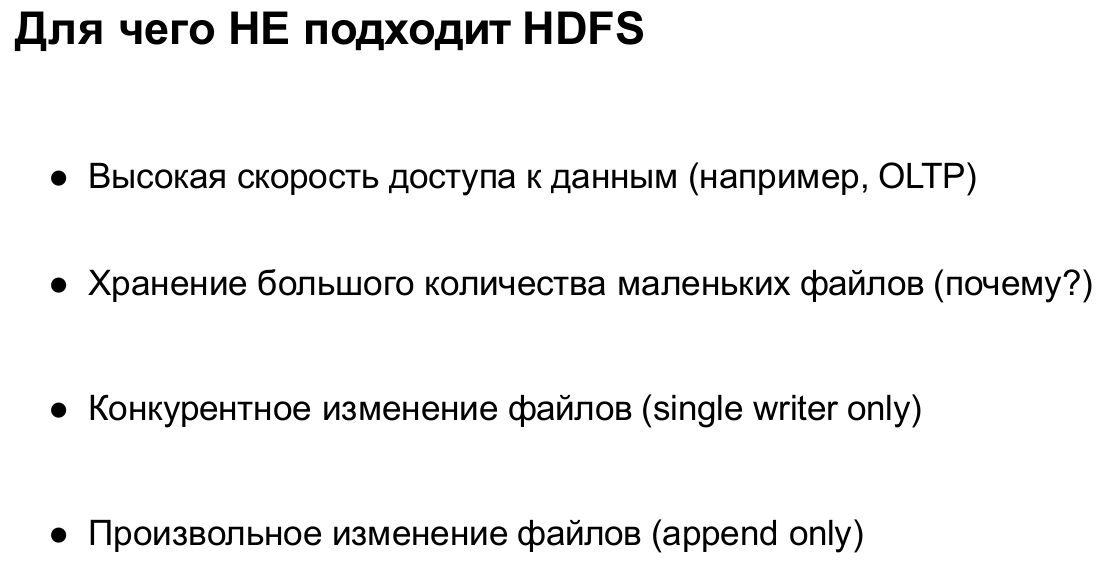 Для чего НЕ подходит HDFS
● Высокая скорость доступа к данным (например, OLTP)
● Хранение большого количества маленьких файлов (почему?)
● Конкурентное изменение файлов (single writer only)
● Произвольное изменение файлов (append only)